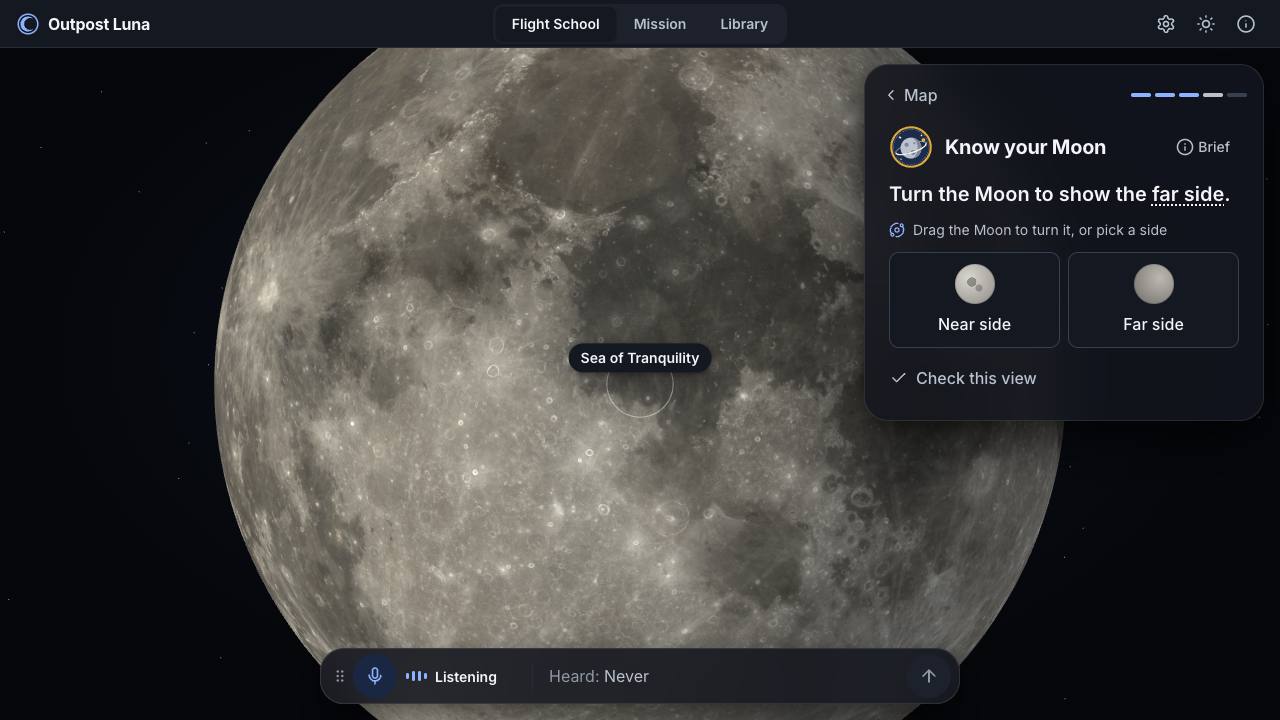 Outpost Luna
Flight School
Mission
Library
Map
Know your Moon
Brief
Turn the Moon to show the far side.
Drag the Moon to turn it, or pick a side
Near side
Far side
Check this view
Sea of Tranquility
Listening
Heard: Never